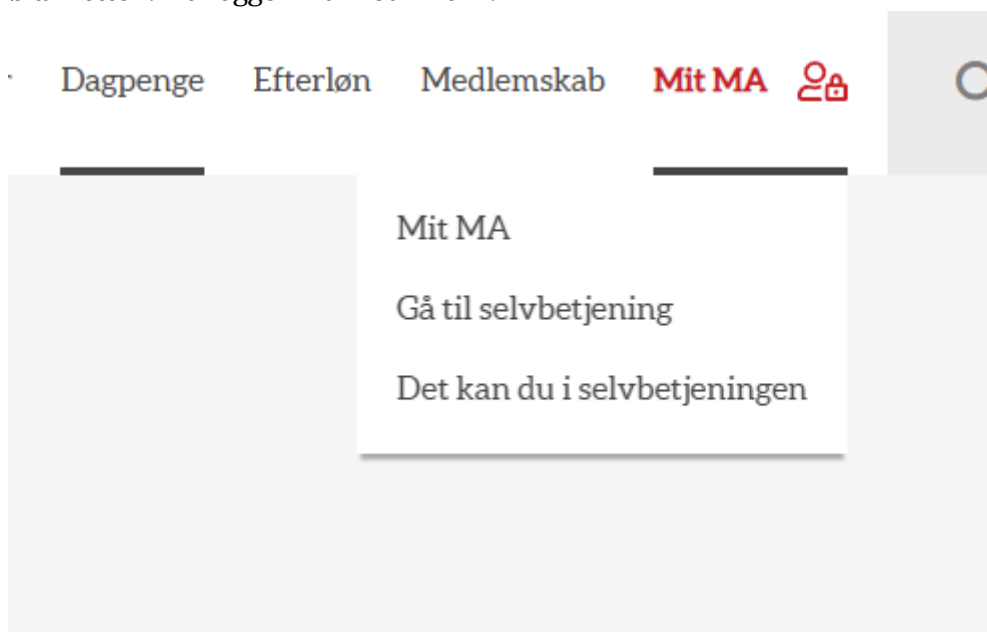 Dagpenge Efterløn Medlemskab Mit MA
Mit MA
Gå til selvbetjening
Det kan du i selvbetjeningen